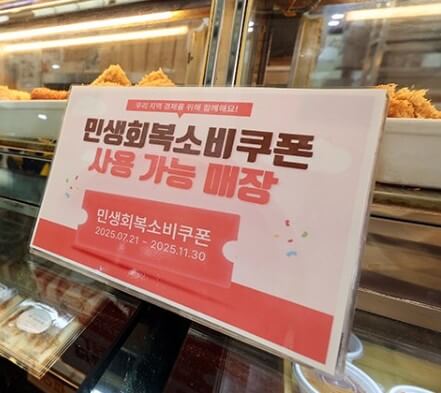 우리 지역 경제를 위해 함께해요!
민생회복소비쿠폰
사용 가능 매장
민생회복소비쿠폰
2025.07.21 - 2025.11.30